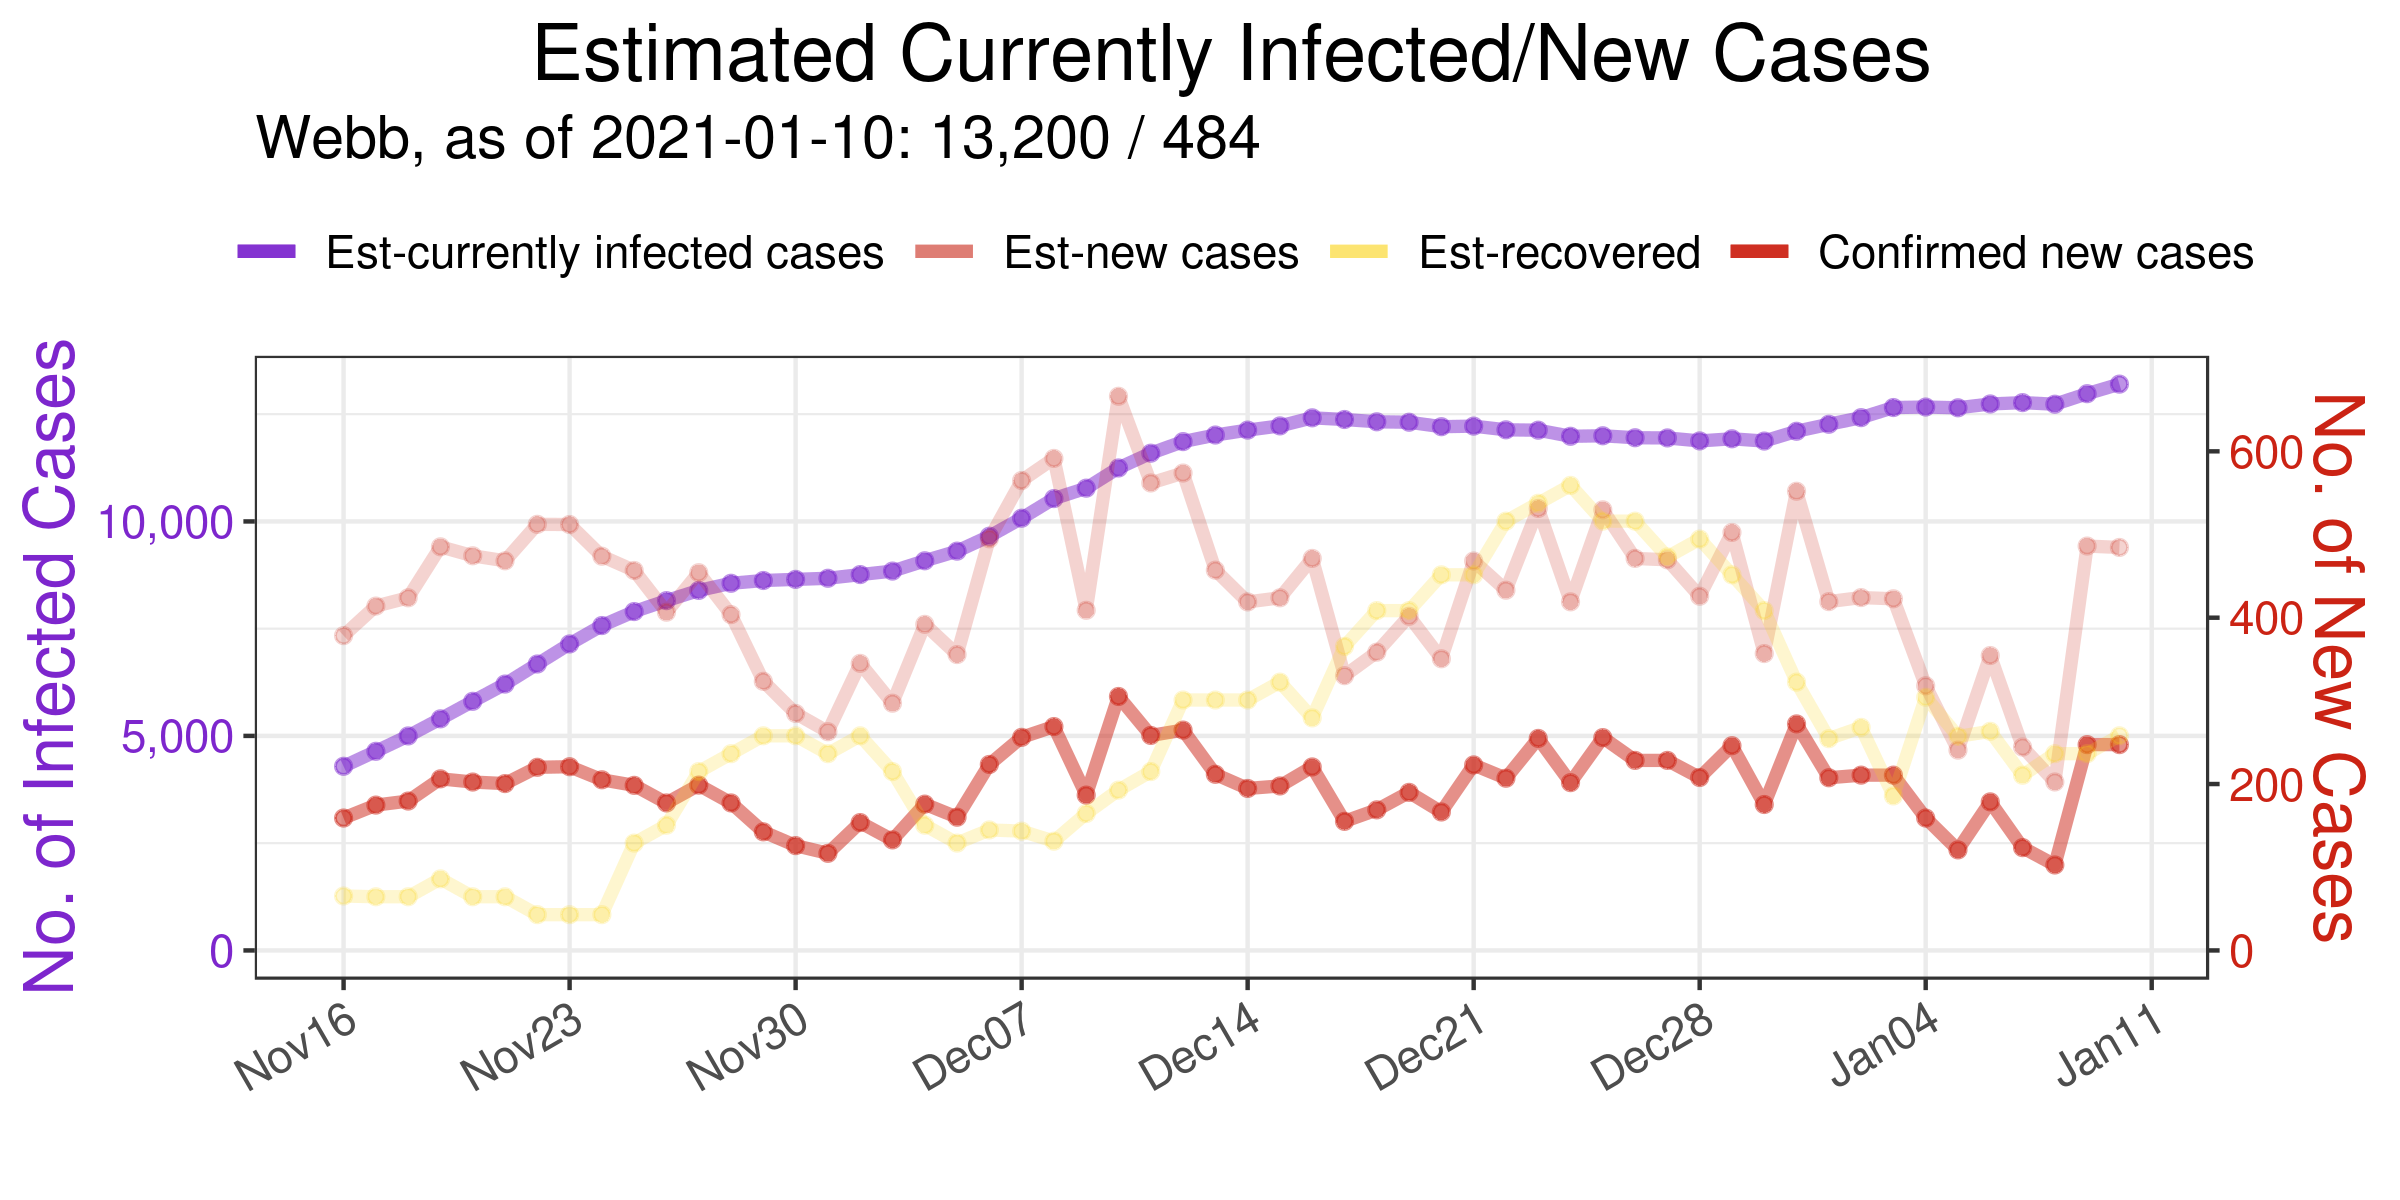 Estimated Currently Infected/New Cases
Webb, as of 2021-01-10: 13,200 / 484
Est-currently infected cases Est-new cases Est-recovered Confirmed new cases
No. of Infected Cases
10,000
5,000
0
600
400
200
0
No. of New Cases
Nov16 Nov23 Nov30 Dec07 Dec14 Dec21 Dec28 Jan04 Jan11